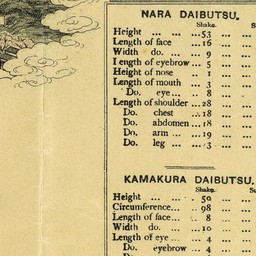 NARA DAIBUTSU.
Shaku.
Height ... ... ...53 ... ...
Length of face ...16 ... ...
Width do. ... ... 9 ... ...
Length of eyebrow ... 5 ... ...
Height of nose ... 1 ... ...
Length of mouth ... 3 ... ...
Do. eye... ... 8 ... ...
Length of shoulder ...28 ... ...
Do. chest ...18 ... ...
Do. abdomen ...18 ... ...
Do. arm ... ...19 ... ...
Do. leg ... ... 3 ... ...
KAMAKURA DAIBUTSU.
Shaku.
Height ... ... ... 50 ... ...
Circumference... ... 98 ... ...
Length of face... ... 8 ... ...
Width do. ... ... 10 ... ...
Length of eye ... ... 4 ... ...
Do. eyebrow ... 4 ... ...